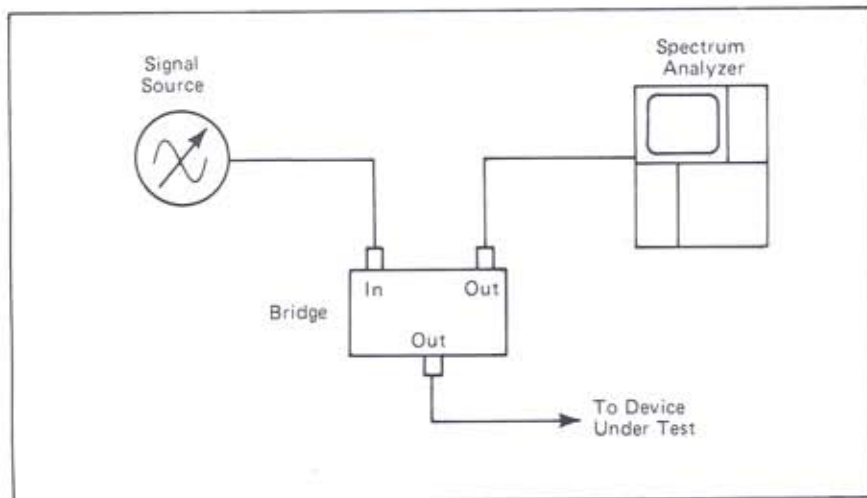 Signal
Source
Spectrum
Analyzer
In
Out
Bridge
Out
To Device
Under Test